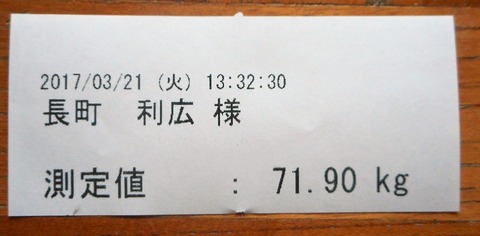 2017/03/21 (火) 13:32:30
長町　利広 様
測定値　　: 71.90 kg